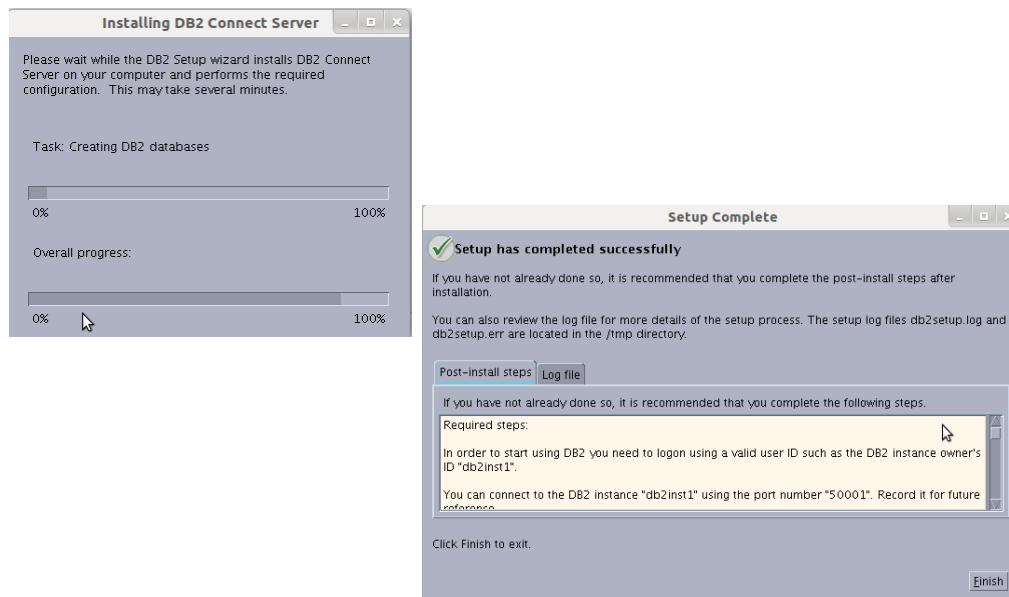 Installing DB2 Connect Server
Please wait while the DB2 Setup wizard installs DB2 Connect
Server on your computer and performs the required
configuration. This may take several minutes.
Task: Creating DB2 databases
0% 100%
Overall progress:
0% 100%
Setup Complete
Setup has completed successfully
If you have not already done so, it is recommended that you complete the post-install steps after
installation.
You can also review the log file for more details of the setup process. The setup log files db2setup.log and
db2setup.err are located in the /tmp directory.
Post-install steps Log file
If you have not already done so, it is recommended that you complete the following steps.
Required steps:
In order to start using DB2 you need to logon using a valid user ID such as the DB2 instance owner's
ID "db2inst1".
You can connect to the DB2 instance "db2inst1" using the port number "50001". Record it for future
reference
Click Finish to exit.
Finish